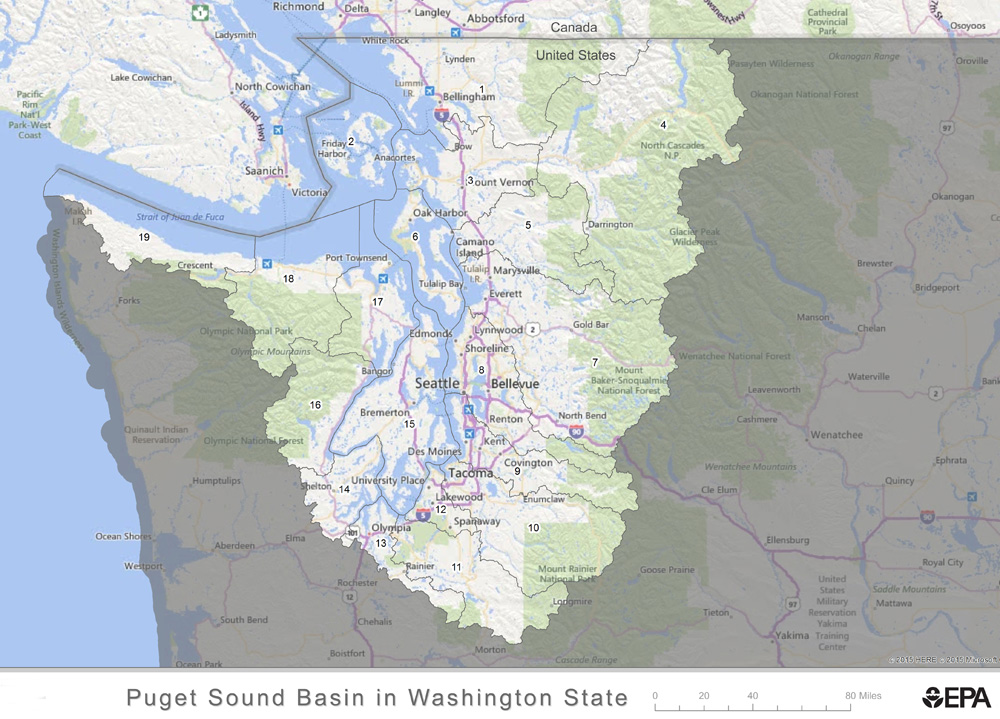 Richmond
Delta
Langley
Abbotsford
1
Ladysmith
White Rock
Canada
United States
Cathedral
Provincial
Park
Osoyoos
Lake Cowichan
North Cowichan
Lynden
Lummi
I.R.
Bellingham
1
5
Pasayten Wilderness
Okanogan Range
Oroville
Okanogan National Forest
Pacific
Rim
Nat'l
Park-West
Coast
Island Hwy
Friday
Harbor
2
Anacortes
Bow
4
North Cascades
N.P.
97
Saanich
Victoria
3
ount Vernon
Okanogan
Makah
I.R.
Strait of Juan de Fuca
Oak Harbor
5
Darrington
Glacier Peak
Wilderness
19
6
Camano
Island
Crescent
Port Townsend
Tulalip
I.R.
Marysville
Brewster
18
Tulalip Bay
Bridgeport
Washington Islands Wilderness
Forks
17
Everett
Manson
Chelan
Olympic National Park
Edmonds
Lynnwood
2
Gold Bar
Olympic Mountains
Shoreline
7
Wenatchee National Forest
Bangor
8
Mount
Baker-Snoqualmie
National Forest
Waterville
Seattle
Bellevue
Leavenworth
2
16
Bremerton
15
Renton
North Bend
90
Cashmere
Quinault Indian
Reservation
Olympic National Forest
Kent
Wenatchee
Des Moines
Covington
9
Wenatchee Mountains
Ephrata
Humptulips
Shelton
14
University Place
Tacoma
Cle Elum
Quincy
Lakewood
Enumclaw
12
5
Ocean Shores
Elma
101
Olympia
Spanaway
10
90
Aberdeen
13
Ellensburg
Westport
Rainier
11
Mount Rainier
National Park
Goose Prairie
Royal City
Rochester
12
United
States
Military
Reservation
Yakima
Training
Center
Saddle Mountains
Mattawa
97
South Bend
Chehalis
Longmire
Tieton
Yakima
Ocean Park
Boistfort
Morton
Cascade Range
© 2015 HERE © 2015 Microsoft
Puget Sound Basin in Washington State
0 20 40 80 Miles
EPA